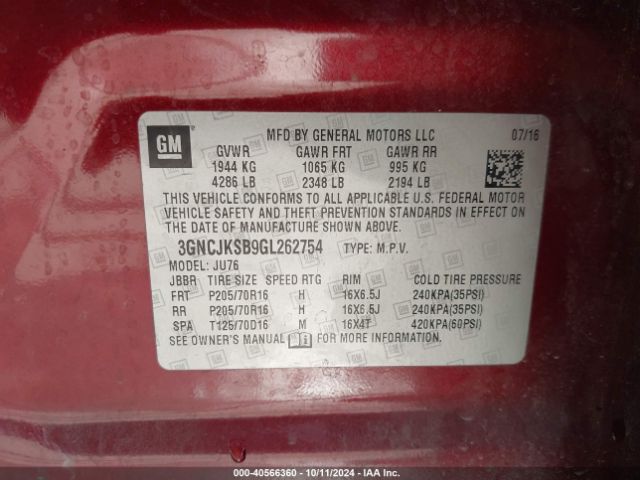 GM
MFD BY GENERAL MOTORS LLC 07/16
GVWR GAWR FRT GAWR RR
1944 KG 1065 KG 995 KG
4286 LB 2348 LB 2194 LB
THIS VEHICLE CONFORMS TO ALL APPLICABLE U.S. FEDERAL MOTOR
VEHICLE SAFETY AND THEFT PREVENTION STANDARDS IN EFFECT ON
THE DATE OF MANUFACTURE SHOWN ABOVE.
3GNCJKSB9GL262754 TYPE: M.P.V.
MODEL: JU76
JBBR TIRE SIZE SPEED RTG RIM COLD TIRE PRESSURE
FRT P205/70R16 H 16X6.5J 240KPA(35PSI)
RR P205/70R16 H 16X6.5J 240KPA(35PSI)
SPA T125/70D16 M 16X4T 420KPA(60PSI)
SEE OWNER'S MANUAL FOR MORE INFORMATION.
000-40566360 - 10/11/2024 - IAA Inc.